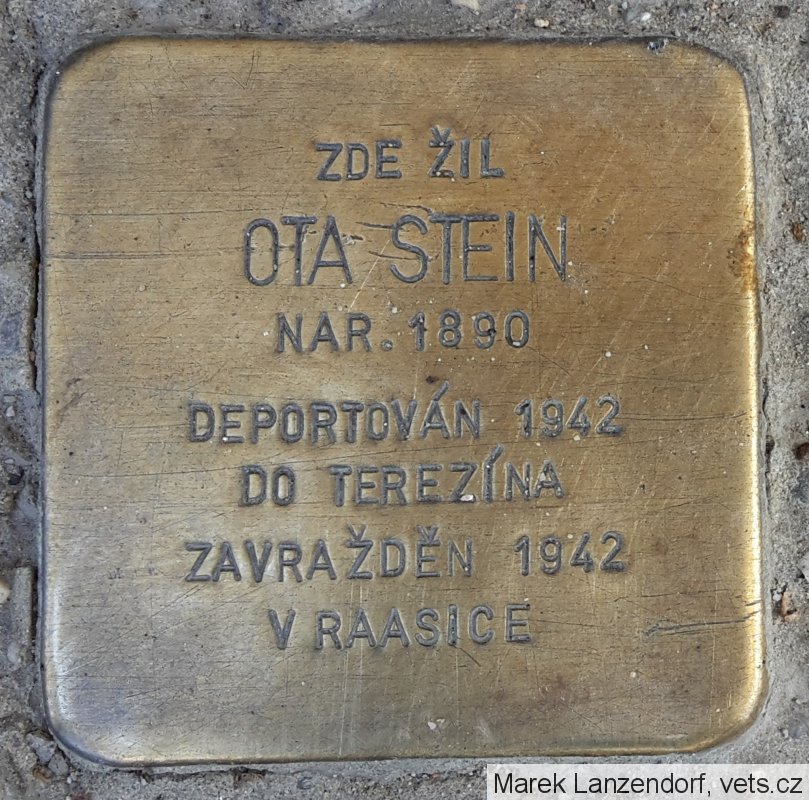 ZDE ŽIL
OTA STEIN
NAR. 1890
DEPORTOVÁN 1942
DO TEREZÍNA
ZAVRAŽDĚN 1942
V RAASICE
Marek Lanzendorf, vets.cz